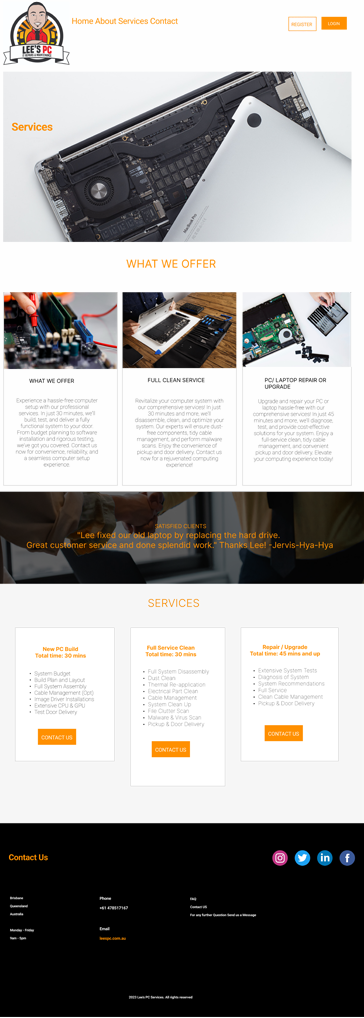 LEE'S PC
Home About Services Contact
REGISTER
LOGIN
Services
MacBook Pro
WHAT WE OFFER
WHAT WE OFFER
Experience a hassle-free computer
setup with our professional
services. In just 30 minutes, we'll
build, test, and deliver a fully
functional system to your door.
From budget planning to software
installation and rigorous testing,
we've got you covered. Contact us
now for convenience, reliability, and
a seamless computer setup
experience.
FULL CLEAN SERVICE
Revitalize your computer system with
our comprehensive services! In just
30 minutes and more, we'll
disassemble, clean, and optimize your
system. Our experts will ensure dust
free components, tidy cable
management, and perform malware
scans. Enjoy the convenience of
pickup and door delivery. Contact us
now for a rejuvenated computing
experience!
PC/ LAPTOP REPAIR OR
UPGRADE
Upgrade and repair your PC or
laptop hassle-free with our
comprehensive services! In just 45
minutes and more, we'll diagnose,
test, and provide cost effective
solutions for your system. Enjoy a
full-service clean, tidy cable
management, and convenient
pickup and door delivery. Elevate
your computing experience today!
SATISFIED CLIENTS
"Lee fixed our old laptop by replacing the hard drive.
Great customer service and done splendid work." Thanks Lee! -Jervis-Hya-Hya
SERVICES
New PC Build
Total time: 30 mins
• System Budget
• Build Plan and Layout
• Full System Assembly
• Cable Management (Opt)
• Image Driver Installations
• Extensive CPU & GPU
• Test Door Delivery
CONTACT US
Full Service Clean
Total time: 30 mins
• Full System Disassembly
• Dust Clean
• Thermal Re-application
• Electrical Part Clean
• Cable Management
• System Clean Up
• File Clutter Scan
• Malware & Virus Scan
• Pickup & Door Delivery
CONTACT US
Repair / Upgrade
Total time: 45 mins and up
• Extensive System Tests
• Diagnosis of System
• System Recommendations
• Full Service
• Clean Cable Management
• Pickup & Door Delivery
CONTACT US
Contact Us
Brisbane
Queensland
Australia
Monday - Friday
9am - 5pm
Phone
+61 478517167
Email
leespc.com.au
FAQ
Contact US
For any further Question Send us a Message
2023 Lee's PC Services. All rights reserved